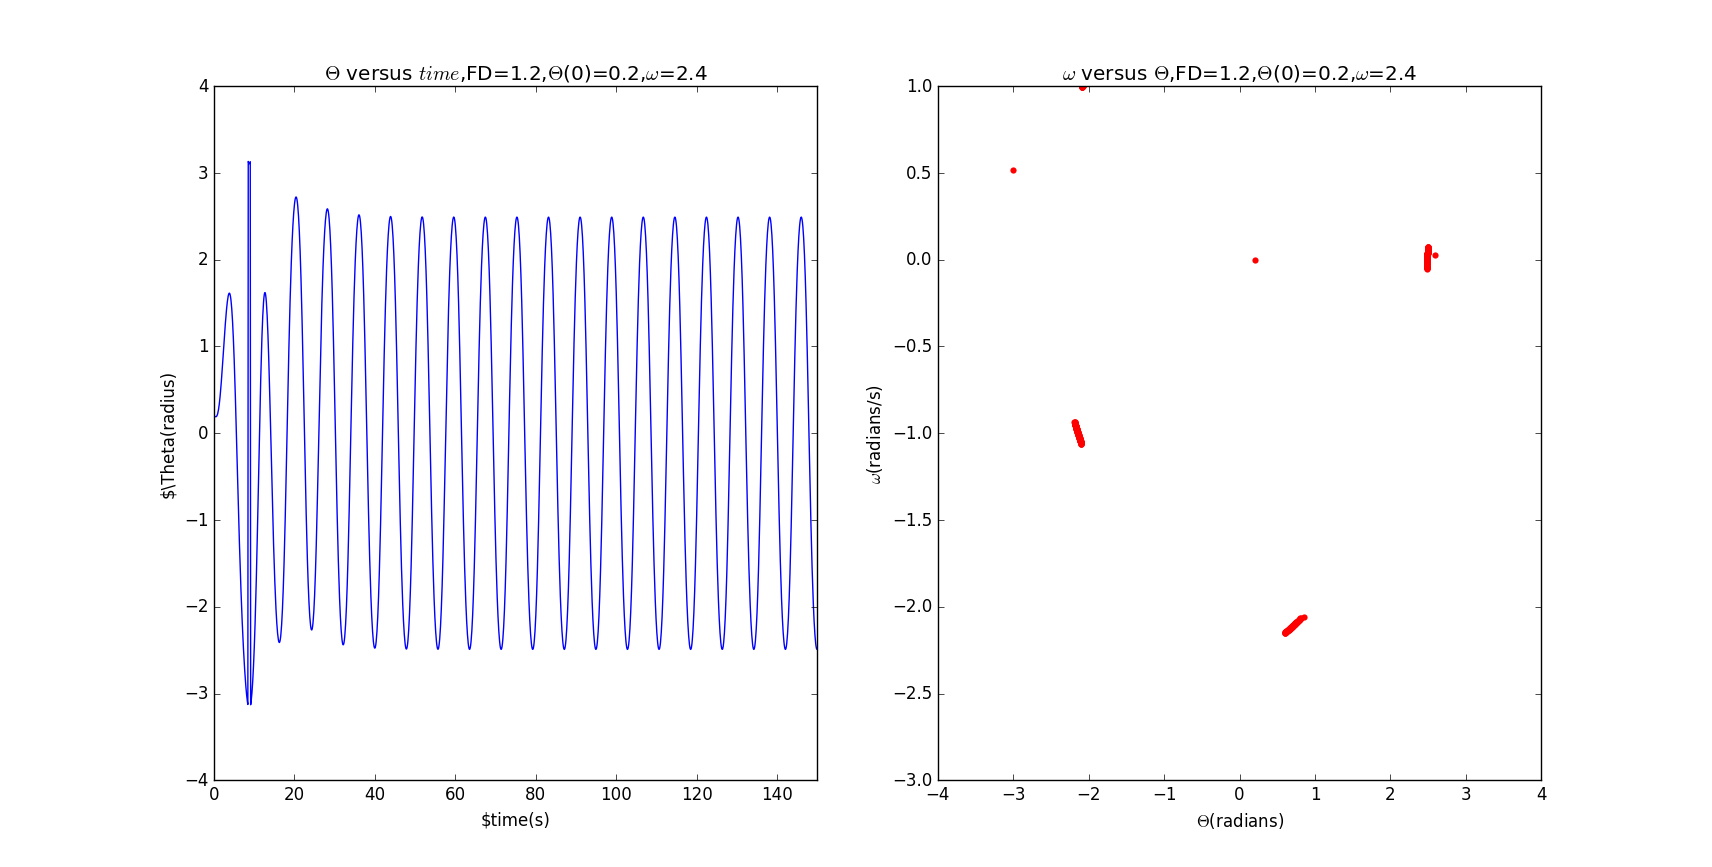 Θ versus time,FD=1.2,Θ(0)=0.2,ω=2.4
4
3
2
1
0
−1
−2
−3
−4
$\Theta(radius)
0 20 40 60 80 100 120 140
$time(s)
ω versus Θ,FD=1.2,Θ(0)=0.2,ω=2.4
1.0
0.5
0.0
−0.5
−1.0
−1.5
−2.0
−2.5
−3.0
ω(radians/s)
−4 −3 −2 −1 0 1 2 3 4
Θ(radians)